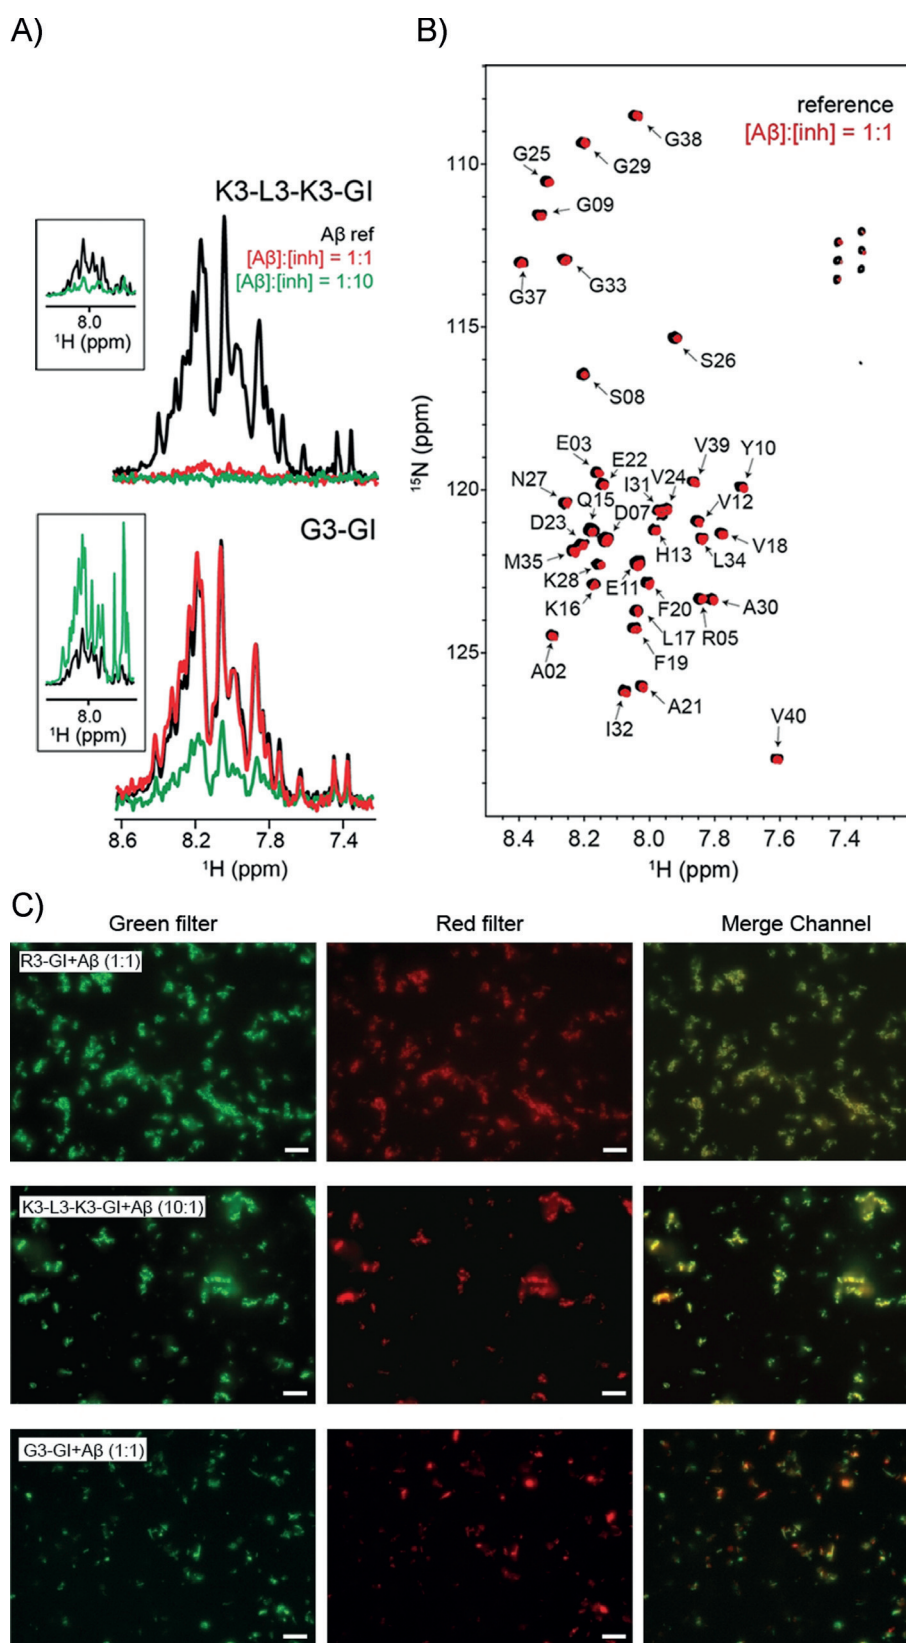 A)
B)
K3-L3-K3-GI
Aβ ref
[Aβ]:[inh] = 1:1
[Aβ]:[inh] = 1:10
8.0
¹H (ppm)
G3-GI
8.0
¹H (ppm)
8.6 8.2 7.8 7.4
¹H (ppm)
reference
[Aβ]:[inh] = 1:1
G38
G29
G25
G09
G37
G33
S26
S08
E03
E22
V39
Y10
N27
I31
V24
Q15
D07
V12
D23
M35
H13
L34
V18
K28
E11
K16
F20
A30
L17
R05
A02
F19
I32
A21
V40
110
115
120
125
¹⁵N (ppm)
8.4 8.2 8.0 7.8 7.6 7.4
¹H (ppm)
C)
Green filter Red filter Merge Channel
R3-GI+Aβ (1:1)
K3-L3-K3-GI+Aβ (10:1)
G3-GI+Aβ (1:1)